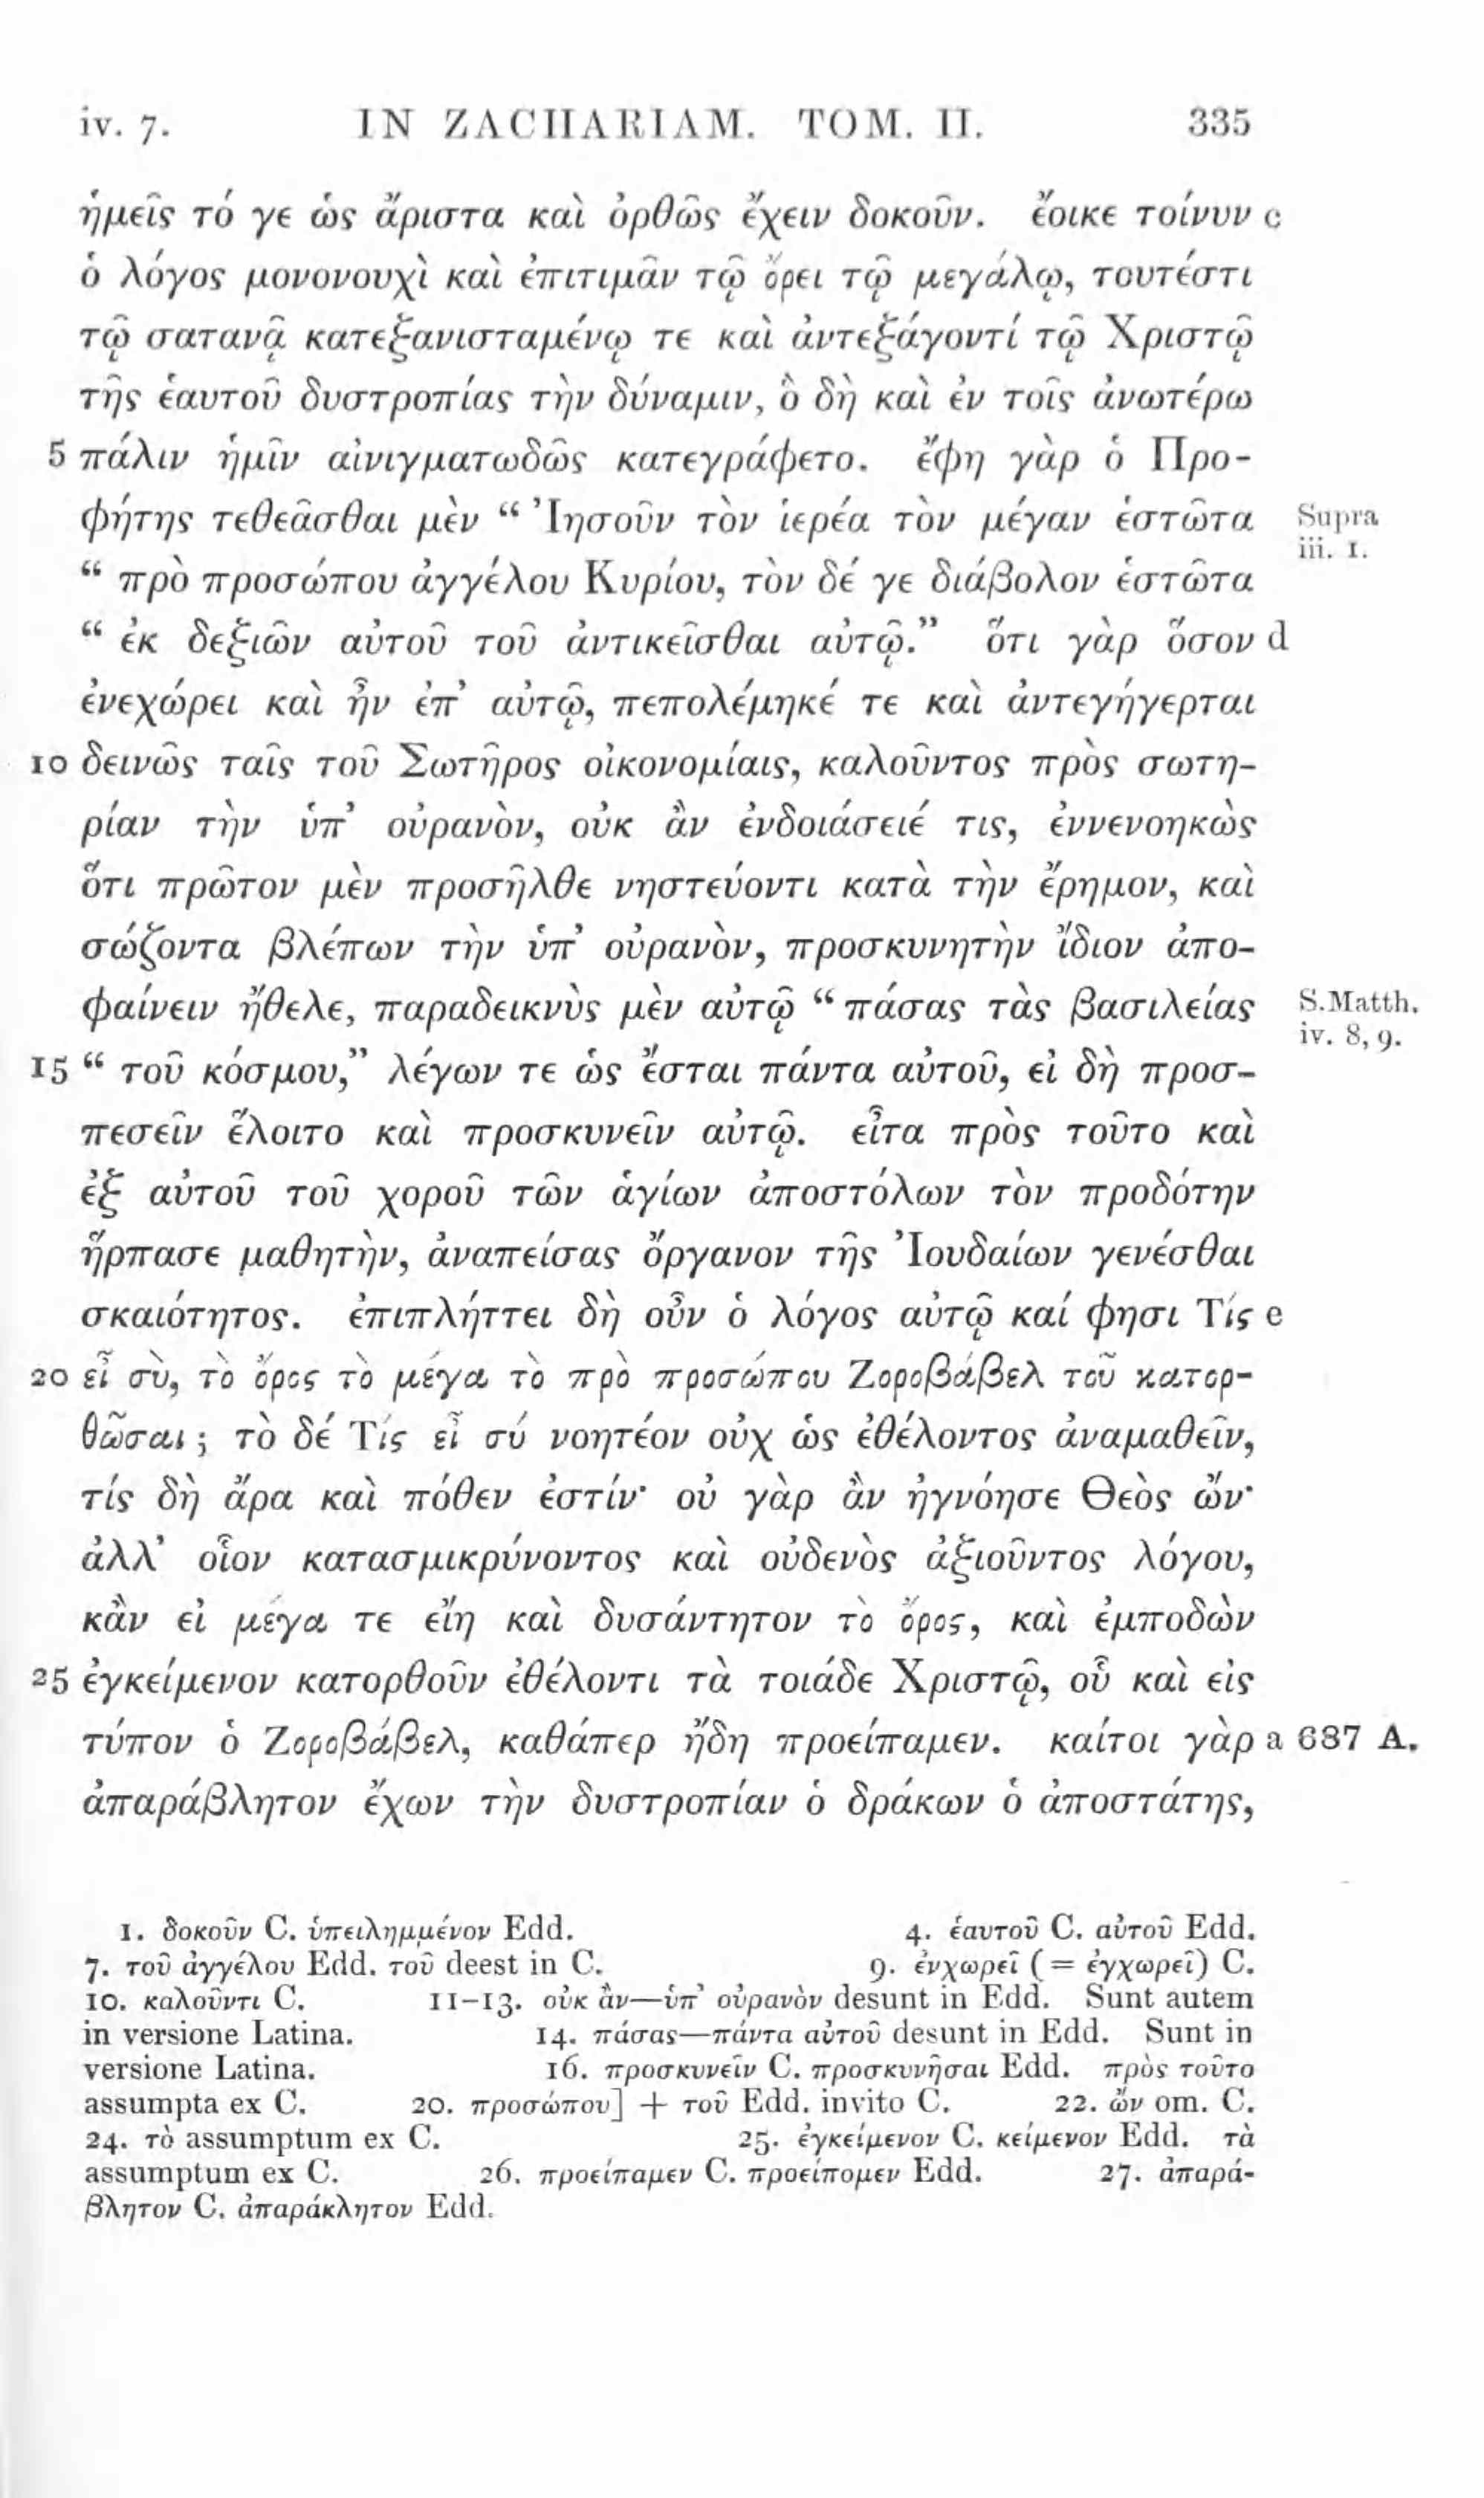 iv. 7. IN ZACHARIAM. TOM. II. 335
ἡμεῖς τό γε ὡς ἄριστα καὶ ὀρθῶς ἔχειν δοκοῦν. ἔοικε τοίνυν c
ὁ λόγος μονονουχὶ καὶ ἐπιτιμᾶν τῷ ὄρει τῷ μεγάλῳ, τουτέστι
τῷ σατανᾷ κατεξανισταμένῳ τε καὶ ἀντεξάγοντί τῷ Χριστῷ
τῆς ἑαυτοῦ δυστροπίας τὴν δύναμιν, ὃ δὴ καὶ ἐν τοῖς ἀνωτέρω
5 πάλιν ἡμῖν αἰνιγματωδῶς κατεγράφετο. ἔφη γὰρ ὁ Προ-
φήτης τεθεᾶσθαι μὲν “ Ἰησοῦν τὸν ἱερέα τὸν μέγαν ἑστῶτα Supra
iii. 1.
“ πρὸ προσώπου ἀγγέλου Κυρίου, τὸν δέ γε διάβολον ἑστῶτα
“ ἐκ δεξιῶν αὐτοῦ τοῦ ἀντικεῖσθαι αὐτῷ.” ὅτι γὰρ ὅσον d
ἐνεχώρει καὶ ἦν ἐπ’ αὐτῷ, πεπολέμηκέ τε καὶ ἀντεγήγερται
10 δεινῶς ταῖς τοῦ Σωτῆρος οἰκονομίαις, καλοῦντος πρὸς σωτη-
ρίαν τὴν ὑπ’ οὐρανὸν, οὐκ ἂν ἐνδοιάσειέ τις, ἐννενοηκὼς
ὅτι πρῶτον μὲν προσῆλθε νηστεύοντι κατὰ τὴν ἔρημον, καὶ
σώζοντα βλέπων τὴν ὑπ’ οὐρανὸν, προσκυνητὴν ἴδιον ἀπο-
φαίνειν ἤθελε, παραδεικνὺς μὲν αὐτῷ “ πάσας τὰς βασιλείας S.Matth.
iv. 8, 9.
15 “ τοῦ κόσμου,” λέγων τε ὡς ἔσται πάντα αὐτοῦ, εἰ δὴ προσ-
πεσεῖν ἕλοιτο καὶ προσκυνεῖν αὐτῷ. εἶτα πρὸς τοῦτο καὶ
ἐξ αὐτοῦ τοῦ χοροῦ τῶν ἁγίων ἀποστόλων τὸν προδότην
ἥρπασε μαθητὴν, ἀναπείσας ὄργανον τῆς Ἰουδαίων γενέσθαι
σκαιότητος. ἐπιπλήττει δὴ οὖν ὁ λόγος αὐτῷ καί φησι Τίς e
20 εἶ σὺ, τὸ ὄρος τὸ μέγα τὸ πρὸ προσώπου Ζοροβάβελ τοῦ κατορ-
θῶσαι ; τὸ δέ Τίς εἶ σύ νοητέον οὐχ ὡς ἐθέλοντος ἀναμαθεῖν,
τίς δὴ ἄρα καὶ πόθεν ἐστίν· οὐ γὰρ ἂν ἠγνόησε Θεὸς ὤν·
ἀλλ’ οἷον κατασμικρύνοντος καὶ οὐδενὸς ἀξιοῦντος λόγου,
κἂν εἰ μέγα τε εἴη καὶ δυσάντητον τὸ ὄρος, καὶ ἐμποδὼν
25 ἐγκείμενον κατορθοῦν ἐθέλοντι τὰ τοιάδε Χριστῷ, οὗ καὶ εἰς
τύπον ὁ Ζοροβάβελ, καθάπερ ἤδη προείπαμεν. καίτοι γὰρ a 687 A.
ἀπαράβλητον ἔχων τὴν δυστροπίαν ὁ δράκων ὁ ἀποστάτης,
1. δοκοῦν C. ὑπειλημμένον Edd. 4. ἑαυτοῦ C. αὐτοῦ Edd.
7. τοῦ ἀγγέλου Edd. τοῦ deest in C. 9. ἐνχωρεῖ ( = ἐγχωρεῖ) C.
10. καλοῦντι C. 11–13. οὐκ ἂν—ὑπ’ οὐρανὸν desunt in Edd. Sunt autem
in versione Latina. 14. πάσας—πάντα αὐτοῦ desunt in Edd. Sunt in
versione Latina. 16. προσκυνεῖν C. προσκυνῆσαι Edd. πρὸς τοῦτο
assumpta ex C. 20. προσώπου] + τοῦ Edd. invito C. 22. ὢν om. C.
24. τὸ assumptum ex C. 25. ἐγκείμενον C. κείμενον Edd. τὰ
assumptum ex C. 26. προείπαμεν C. προείπομεν Edd. 27. ἀπαρά-
βλητον C. ἀπαράκλητον Edd.